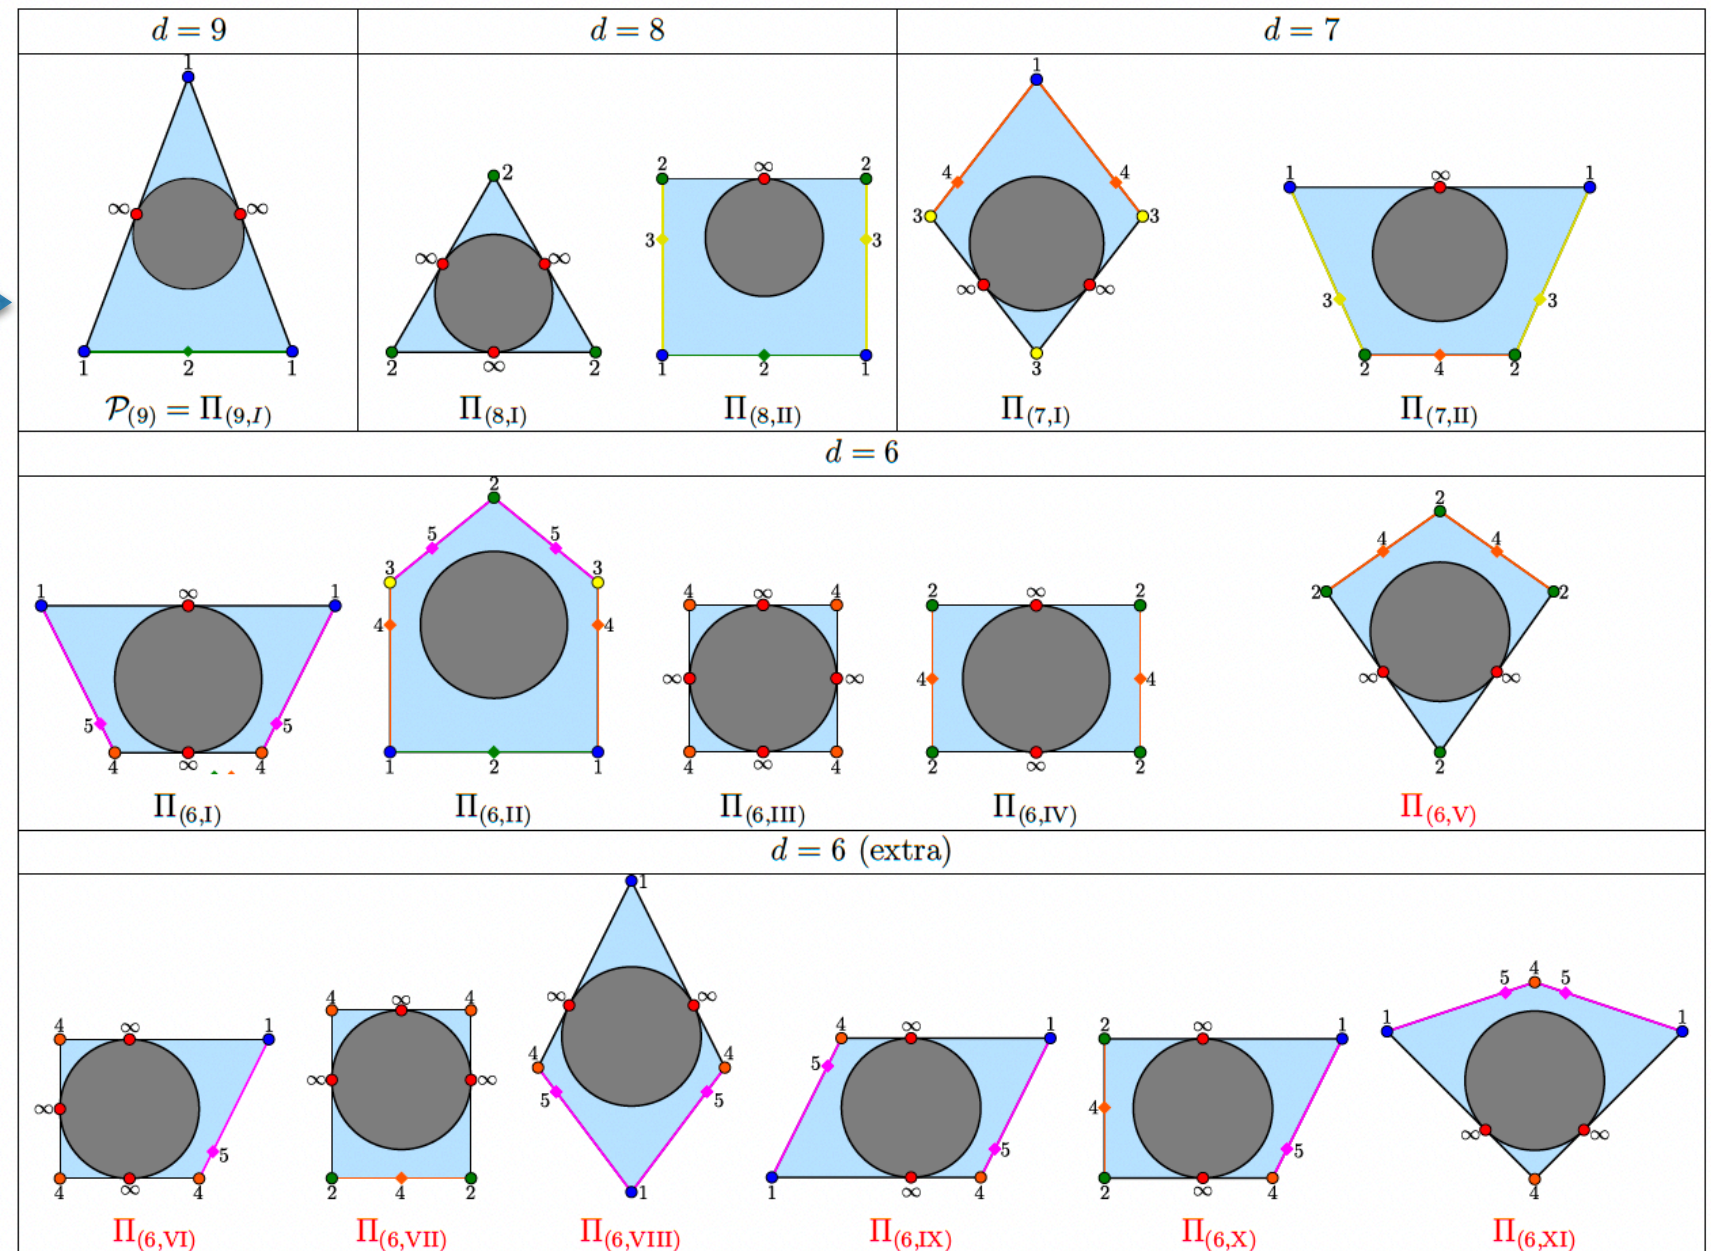 d = 9
d = 8
d = 7
1
∞ ∞
1 2 1
𝒫(9) = Π(9,I)
2
∞ ∞
2 ∞ 2
Π(8,I)
2 ∞ 2
3 3
1 2 1
Π(8,II)
1
4 4
3 3
∞ ∞
3
Π(7,I)
1 ∞ 1
3 3
2 4 2
Π(7,II)
d = 6
1 ∞ 1
5 5
4 ∞ 4
Π(6,I)
2
5 5
3 3
4 4
1 2 1
Π(6,II)
4 ∞ 4
∞ ∞
4 ∞ 4
Π(6,III)
2 ∞ 2
4 4
2 ∞ 2
Π(6,IV)
2
4 4
2 2
∞ ∞
2
Π(6,V)
d = 6 (extra)
4 ∞ 1
∞
5
4 ∞ 4
Π(6,VI)
4 ∞ 4
∞ ∞
2 4 2
Π(6,VII)
1
∞ ∞
4 4
5 5
1
Π(6,VIII)
4 ∞ 1
5
5
1 ∞ 4
Π(6,IX)
2 ∞ 1
4
5
2 ∞ 4
Π(6,X)
5 4 5
1 1
∞ ∞
4
Π(6,XI)